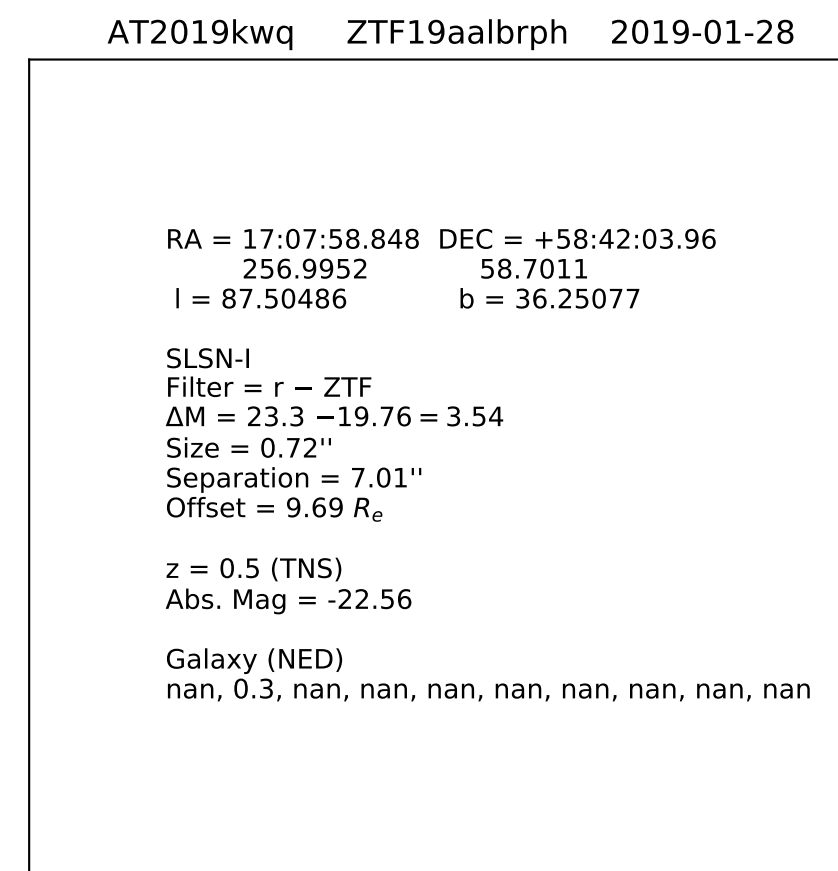 AT2019kwq ZTF19aalbrph 2019-01-28
RA = 17:07:58.848 DEC = +58:42:03.96
256.9952 58.7011
l = 87.50486 b = 36.25077
SLSN-I
Filter = r − ZTF
ΔM = 23.3 −19.76 = 3.54
Size = 0.72''
Separation = 7.01''
Offset = 9.69 Re
z = 0.5 (TNS)
Abs. Mag = -22.56
Galaxy (NED)
nan, 0.3, nan, nan, nan, nan, nan, nan, nan, nan